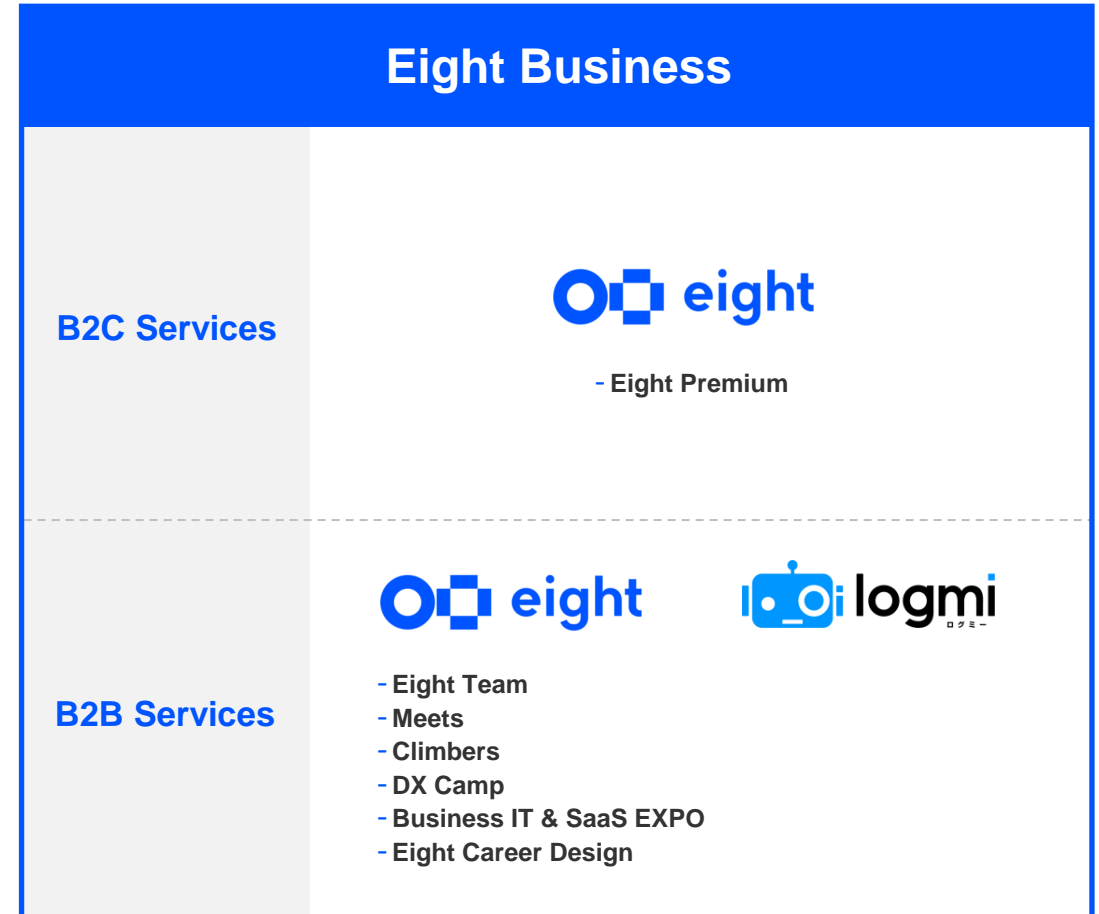 Eight Business
B2C Services
eight
- Eight Premium
B2B Services
eight
logmi
ログミー
- Eight Team
- Meets
- Climbers
- DX Camp
- Business IT & SaaS EXPO
- Eight Career Design